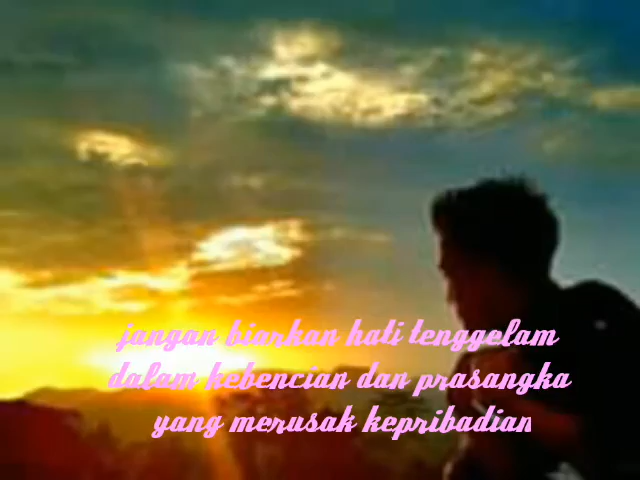 jangan biarkan hati tenggelam
dalam kebencian dan prasangka
yang merusak kepribadian